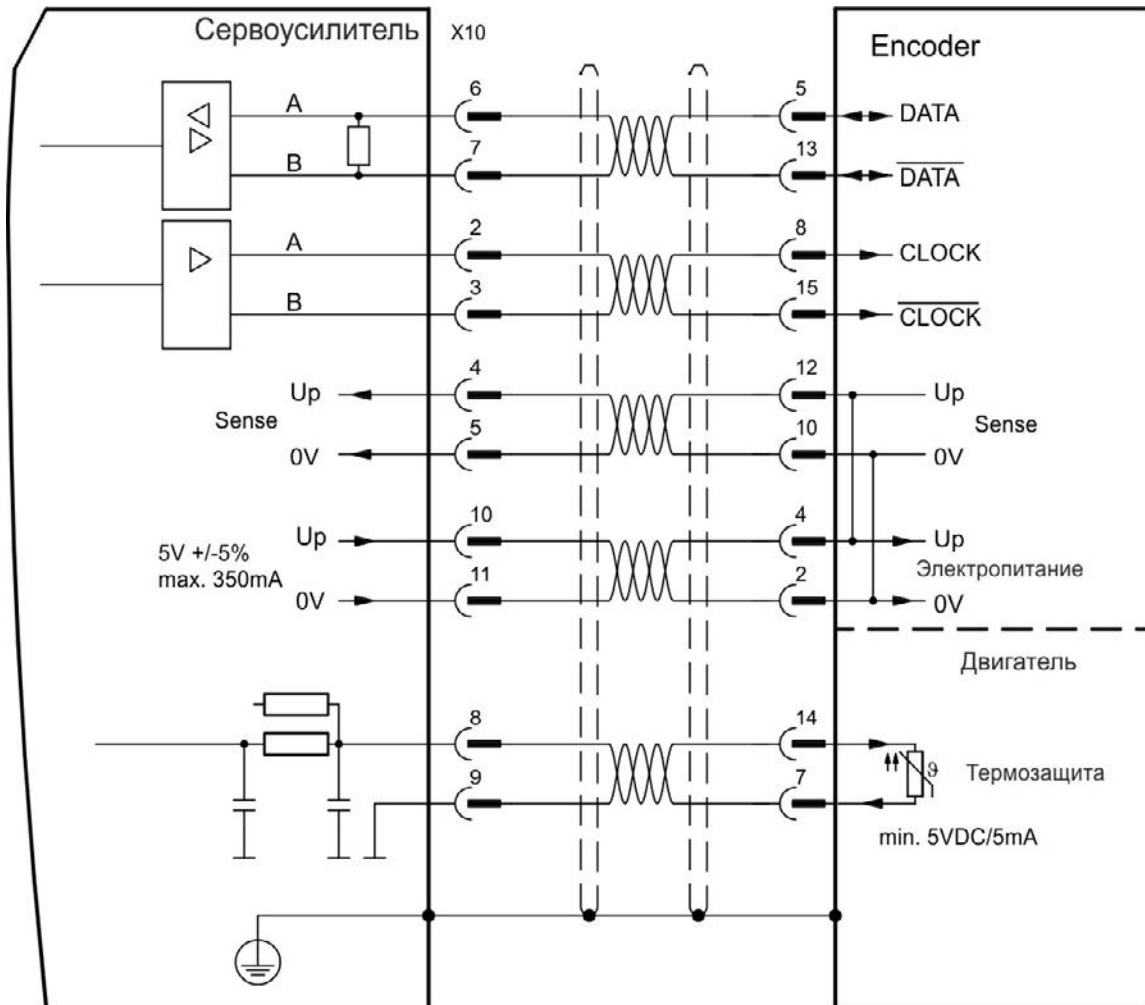 Сервоусилитель X10
Encoder
A 6 5 DATA
B 7 13 DATA
A 2 8 CLOCK
B 3 15 CLOCK
Up 4 12 Up
Sense Sense
0V 5 10 0V
Up 10 4 Up
5V +/-5%
max. 350mA
Электропитание
0V 11 2 0V
Двигатель
8 14
ϑ Термозащита
9 7
min. 5VDC/5mA